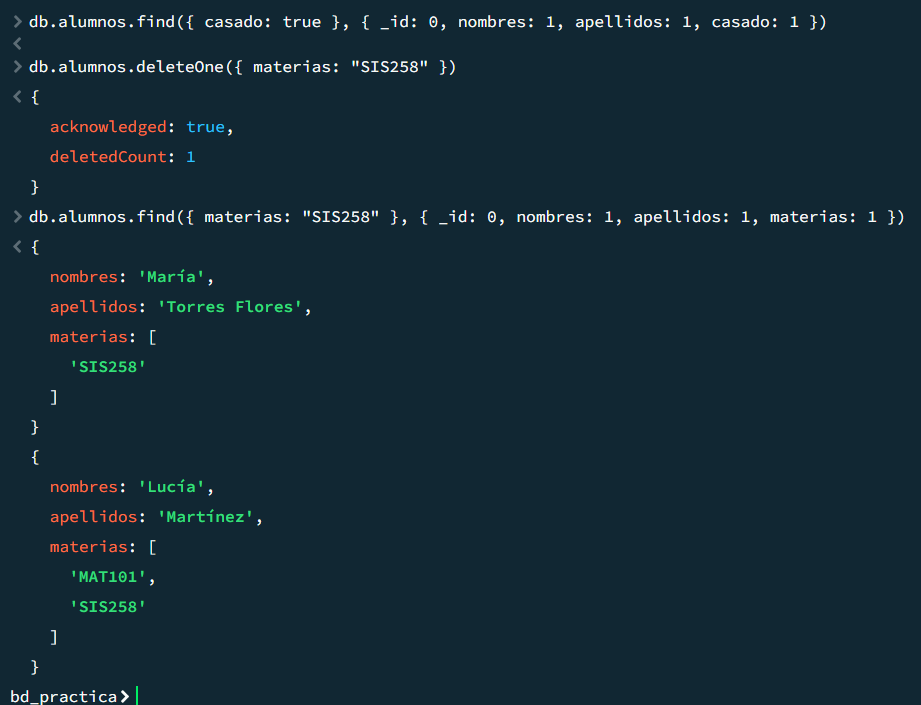 > db.alumnos.find({ casado: true }, { _id: 0, nombres: 1, apellidos: 1, casado: 1 })
<
> db.alumnos.deleteOne({ materias: "SIS258" })
< {
    acknowledged: true,
    deletedCount: 1
  }
> db.alumnos.find({ materias: "SIS258" }, { _id: 0, nombres: 1, apellidos: 1, materias: 1 })
< {
    nombres: 'María',
    apellidos: 'Torres Flores',
    materias: [
      'SIS258'
    ]
  }
  {
    nombres: 'Lucía',
    apellidos: 'Martínez',
    materias: [
      'MAT101',
      'SIS258'
    ]
  }
bd_practica>